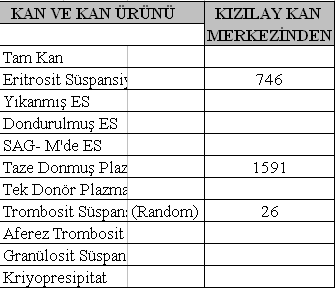 KAN VE KAN ÜRÜNÜ KIZILAY KAN MERKEZİNDEN
Tam Kan
Eritrosit Süspansiy 746
Yıkanmış ES
Dondurulmuş ES
SAG- M'de ES
Taze Donmuş Plaz 1591
Tek Donör Plazma
Trombosit Süspans (Random) 26
Aferez Trombosit
Granülosit Süspan
Kriyopresipitat